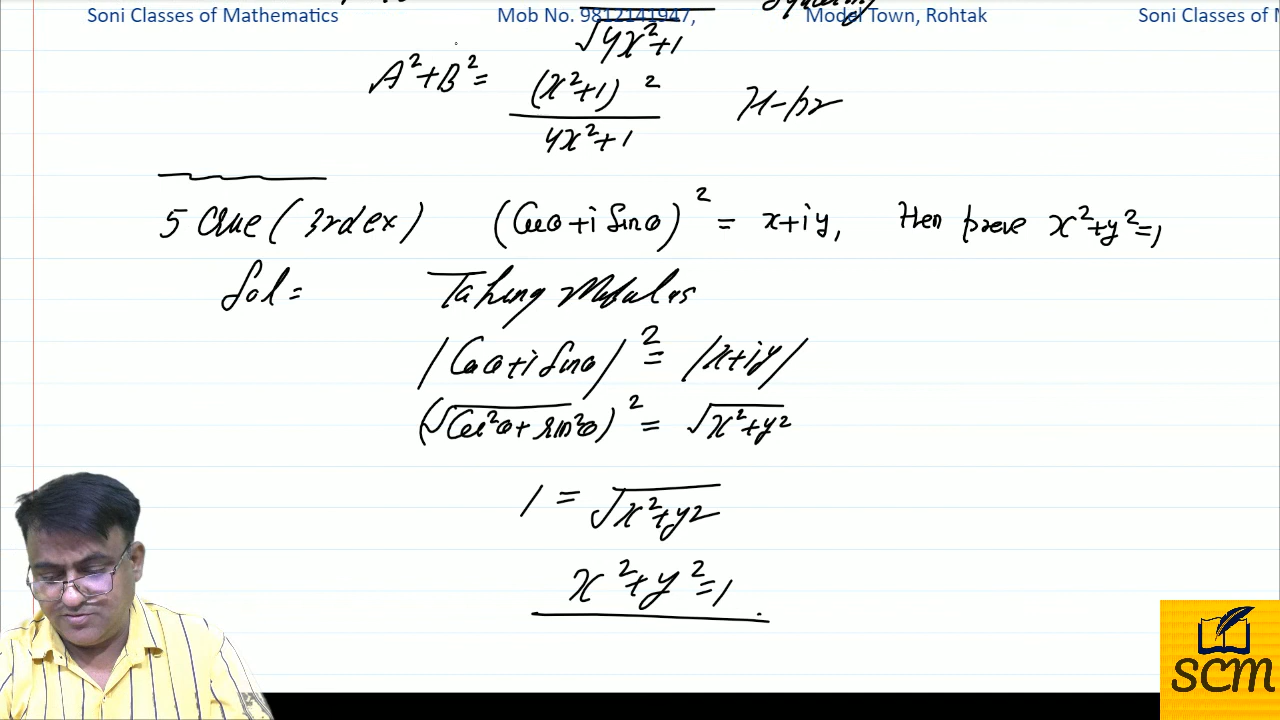 Soni Classes of Mathematics Mob No. 9812141947, Model Town, Rohtak Soni Classes of M
√4x²+1
A²+B² = (x²+1)²
4x²+1
H-pr
5 Que (3rd ex) (Cosθ+i Sinθ)² = x+iy, then prove x²+y²=1
Sol = Taking Modulus
|Cosθ+i Sinθ|² = |x+iy|
(√Cos²θ+sin²θ)² = √x²+y²
1 = √x²+y²
x²+y²=1
SCM